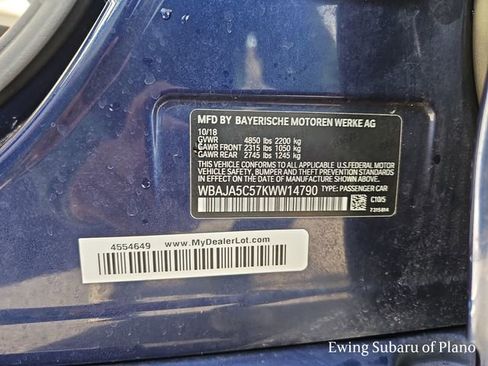 MFD BY BAYERISCHE MOTOREN WERKE AG
10/18
GVWR 4850 lbs 2200 kg
GAWR FRONT 2315 lbs 1050 kg
GAWR REAR 2745 lbs 1245 kg
THIS VEHICLE CONFORMS TO ALL APPLICABLE U.S.FEDERAL MOTOR
VEHICLE SAFETY, BUMPER AND THEFT PREVENTION STANDARDS
IN EFFECT ON THE DATE OF MANUFACTURE SHOWN ABOVE.
WBAJA5C57KWW14790 TYPE: PASSENGER CAR
C10/5
7315814
4554649 www.MyDealerLot.com
Ewing Subaru of Plano